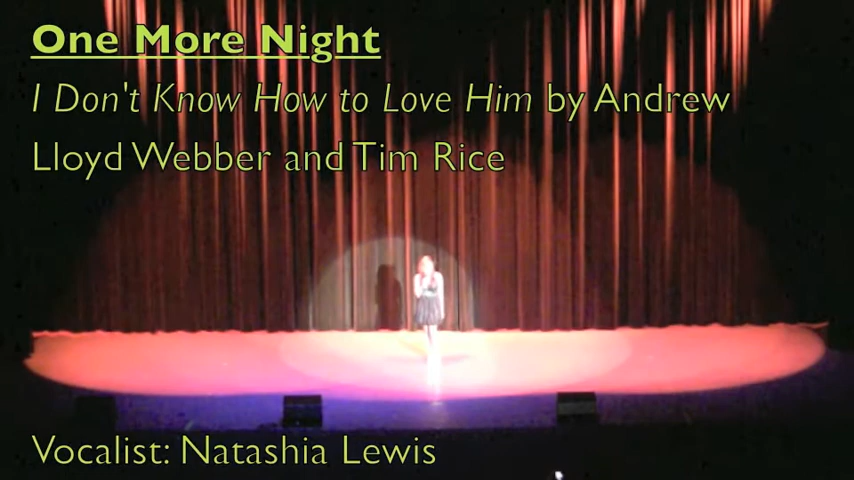 One More Night
I Don't Know How to Love Him by Andrew
Lloyd Webber and Tim Rice
Vocalist: Natashia Lewis